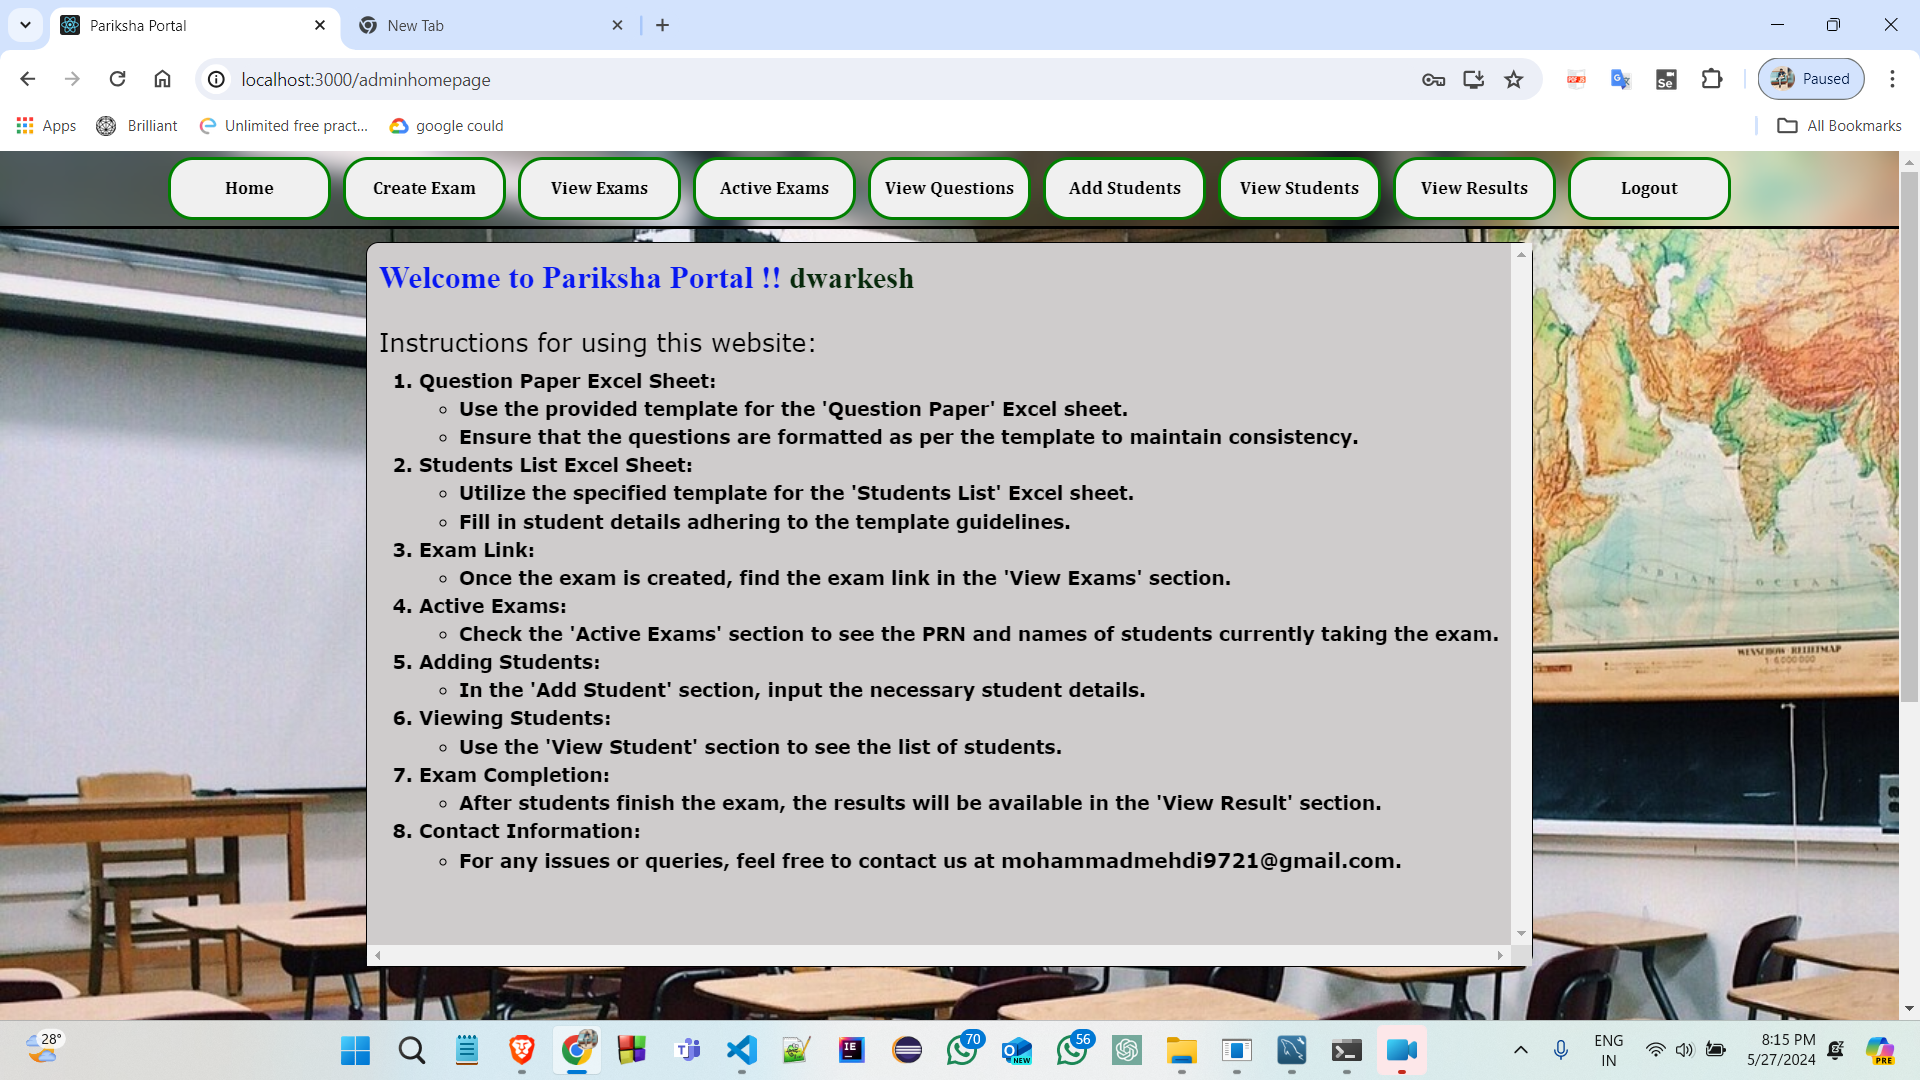 Pariksha Portal
New Tab
localhost:3000/adminhomepage
Paused
Apps
Brilliant
Unlimited free pract...
google could
All Bookmarks
Home
Create Exam
View Exams
Active Exams
View Questions
Add Students
View Students
View Results
Logout
Welcome to Pariksha Portal !! dwarkesh
Instructions for using this website:
1. Question Paper Excel Sheet:
Use the provided template for the 'Question Paper' Excel sheet.
Ensure that the questions are formatted as per the template to maintain consistency.
2. Students List Excel Sheet:
Utilize the specified template for the 'Students List' Excel sheet.
Fill in student details adhering to the template guidelines.
3. Exam Link:
Once the exam is created, find the exam link in the 'View Exams' section.
4. Active Exams:
Check the 'Active Exams' section to see the PRN and names of students currently taking the exam.
5. Adding Students:
In the 'Add Student' section, input the necessary student details.
6. Viewing Students:
Use the 'View Student' section to see the list of students.
7. Exam Completion:
After students finish the exam, the results will be available in the 'View Result' section.
8. Contact Information:
For any issues or queries, feel free to contact us at mohammadmehdi9721@gmail.com.
INDIAN OCEAN
WENSCHOW RELIEFMAP
28°
70
NEW
56
ENG
IN
8:15 PM
5/27/2024
PRE